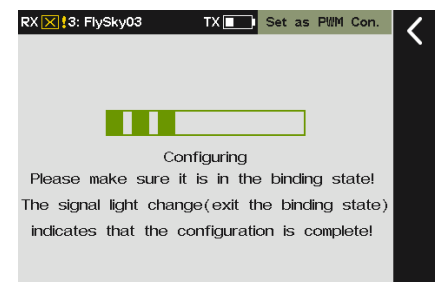 RX !3: FlySky03 TX Set as PWM Con.
Configuring
Please make sure it is in the binding state!
The signal light change(exit the binding state)
indicates that the configuration is complete!